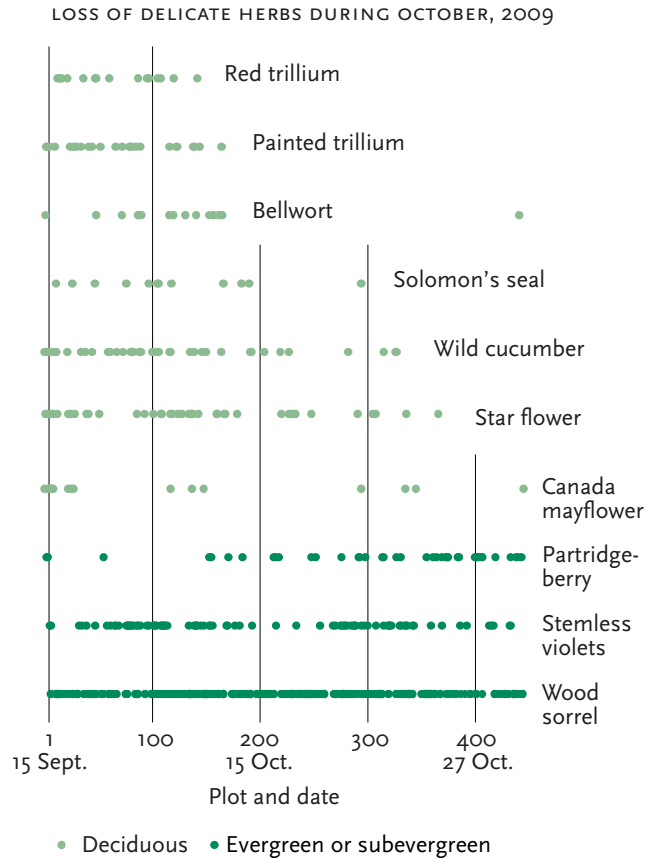 LOSS OF DELICATE HERBS DURING OCTOBER, 2009
Red trillium
Painted trillium
Bellwort
Solomon's seal
Wild cucumber
Star flower
Canada
mayflower
Partridge-
berry
Stemless
violets
Wood
sorrel
1 100 200 300 400
15 Sept. 15 Oct. 27 Oct.
Plot and date
Deciduous Evergreen or subevergreen